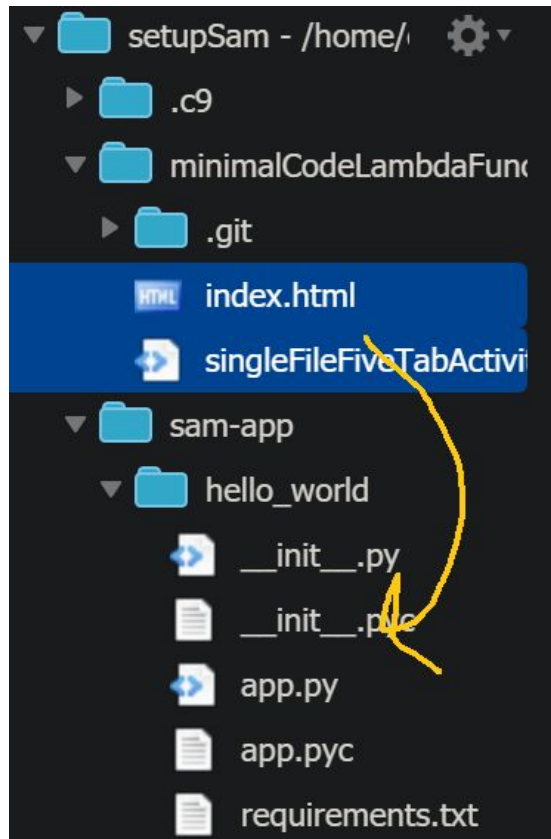 setupSam - /home/
.c9
minimalCodeLambdaFunc
.git
HTML index.html
singleFileFiveTabActivit
sam-app
hello_world
__init__.py
__init__.pyc
app.py
app.pyc
requirements.txt